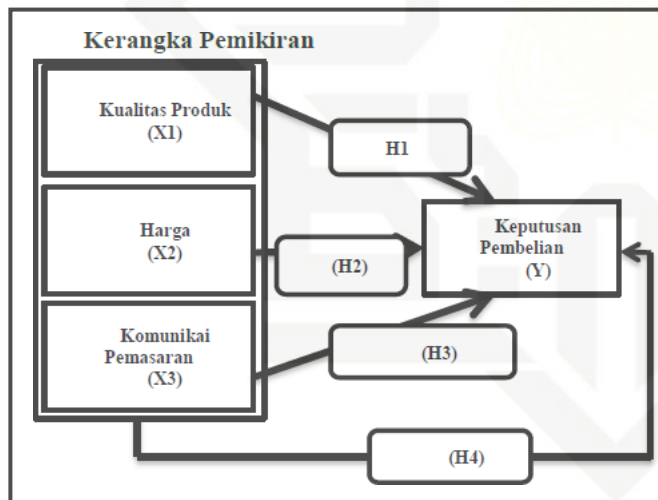 Kerangka Pemikiran
Kualitas Produk
(X1)
H1
Harga
(X2)
(H2)
Keputusan
Pembelian
(Y)
Komunikai
Pemasaran
(X3)
(H3)
(H4)